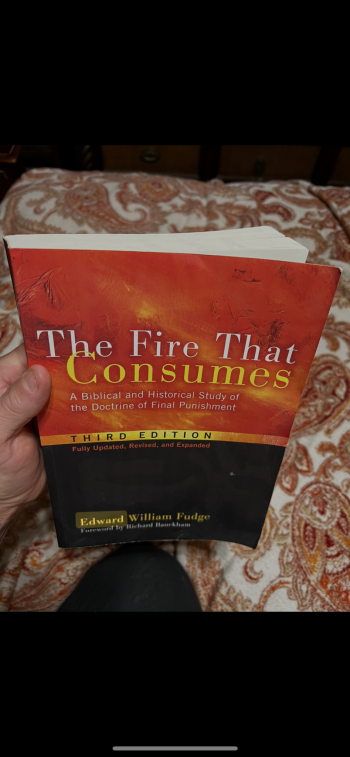 The Fire That
Consumes
A Biblical and Historical Study of
the Doctrine of Final Punishment
THIRD EDITION
Fully Updated, Revised, and Expanded
Edward William Fudge
Foreword by Richard Bauckham